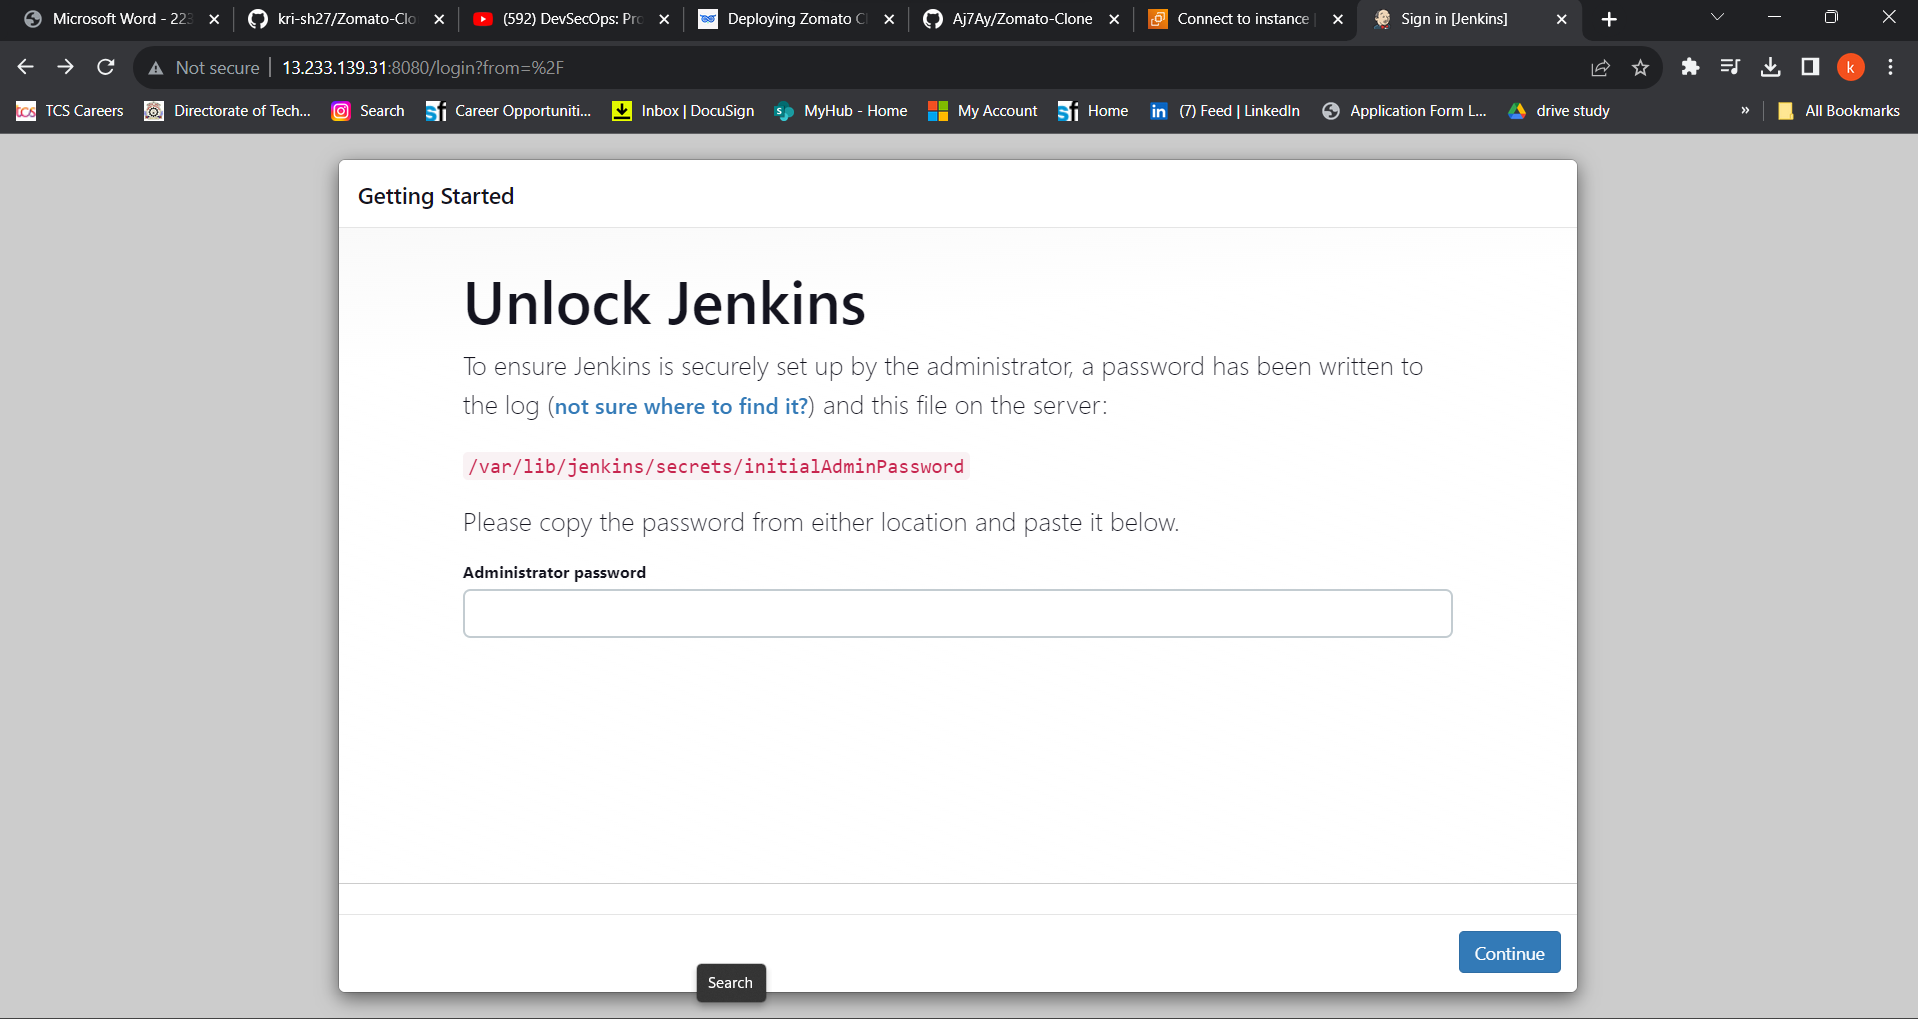 Microsoft Word - 223
kri-sh27/Zomato-Clo
(592) DevSecOps: Pro
Deploying Zomato Cl
Aj7Ay/Zomato-Clone
Connect to instance
Sign in [Jenkins]
Not secure
13.233.139.31:8080/login?from=%2F
k
tcs
TCS Careers
Directorate of Tech...
Search
Career Opportuniti...
Inbox | DocuSign
MyHub - Home
My Account
Home
(7) Feed | LinkedIn
Application Form L...
drive study
»
All Bookmarks
Getting Started
Unlock Jenkins
To ensure Jenkins is securely set up by the administrator, a password has been written to
the log (not sure where to find it?) and this file on the server:
/var/lib/jenkins/secrets/initialAdminPassword
Please copy the password from either location and paste it below.
Administrator password
Continue
Search